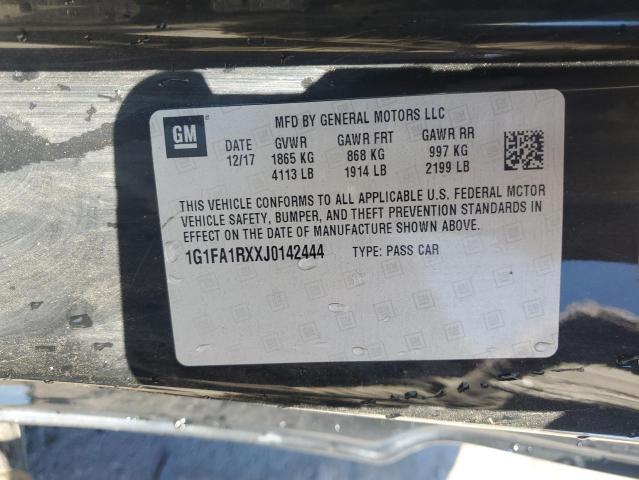 MFD BY GENERAL MOTORS LLC
GM
DATE GVWR GAWR FRT GAWR RR
12/17 1865 KG 868 KG 997 KG
4113 LB 1914 LB 2199 LB
THIS VEHICLE CONFORMS TO ALL APPLICABLE U.S. FEDERAL MOTOR
VEHICLE SAFETY, BUMPER, AND THEFT PREVENTION STANDARDS IN
EFFECT ON THE DATE OF MANUFACTURE SHOWN ABOVE.
1G1FA1RXXJ0142444 TYPE: PASS CAR